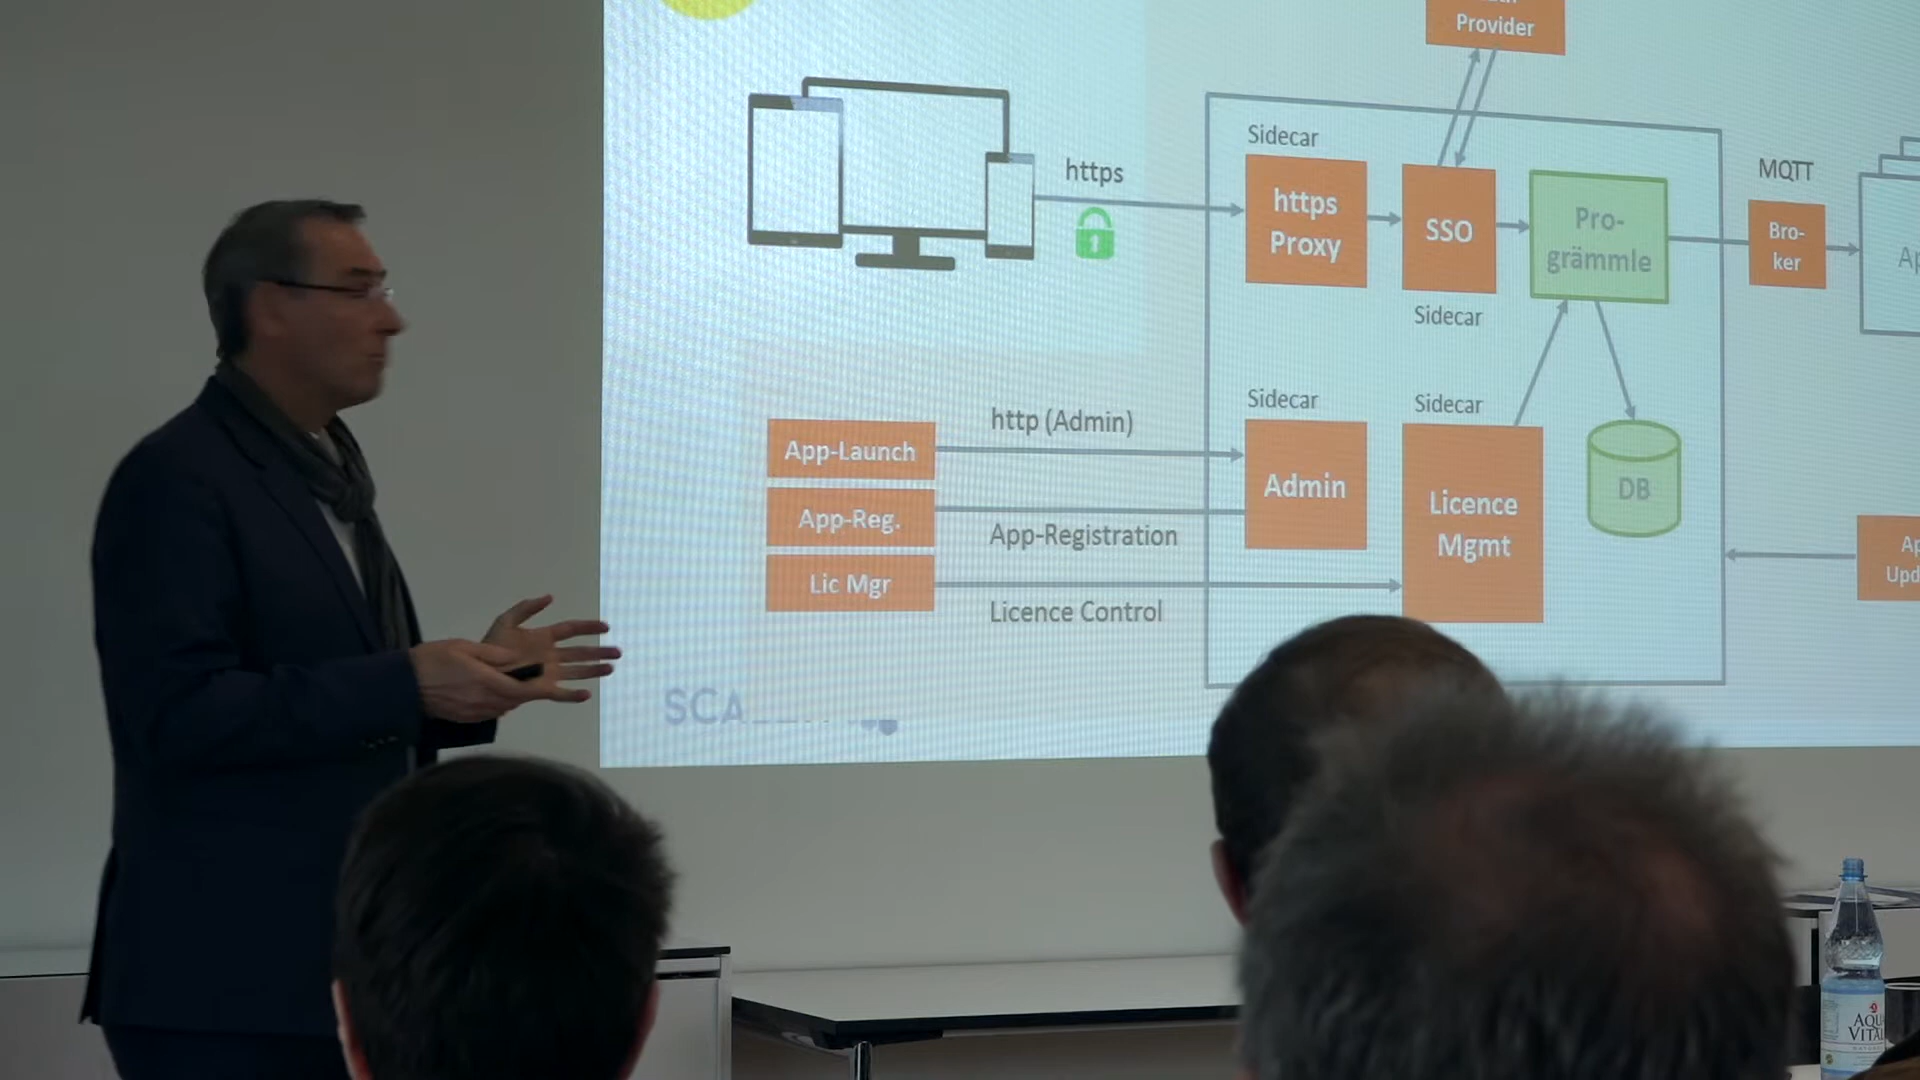 Provider
Sidecar
https
https
Proxy
SSO
Sidecar
Pro-
grämmle
MQTT
Bro-
ker
http (Admin)
App-Launch
App-Reg.
App-Registration
Lic Mgr
Licence Control
Sidecar
Admin
Sidecar
Licence
Mgmt
DB